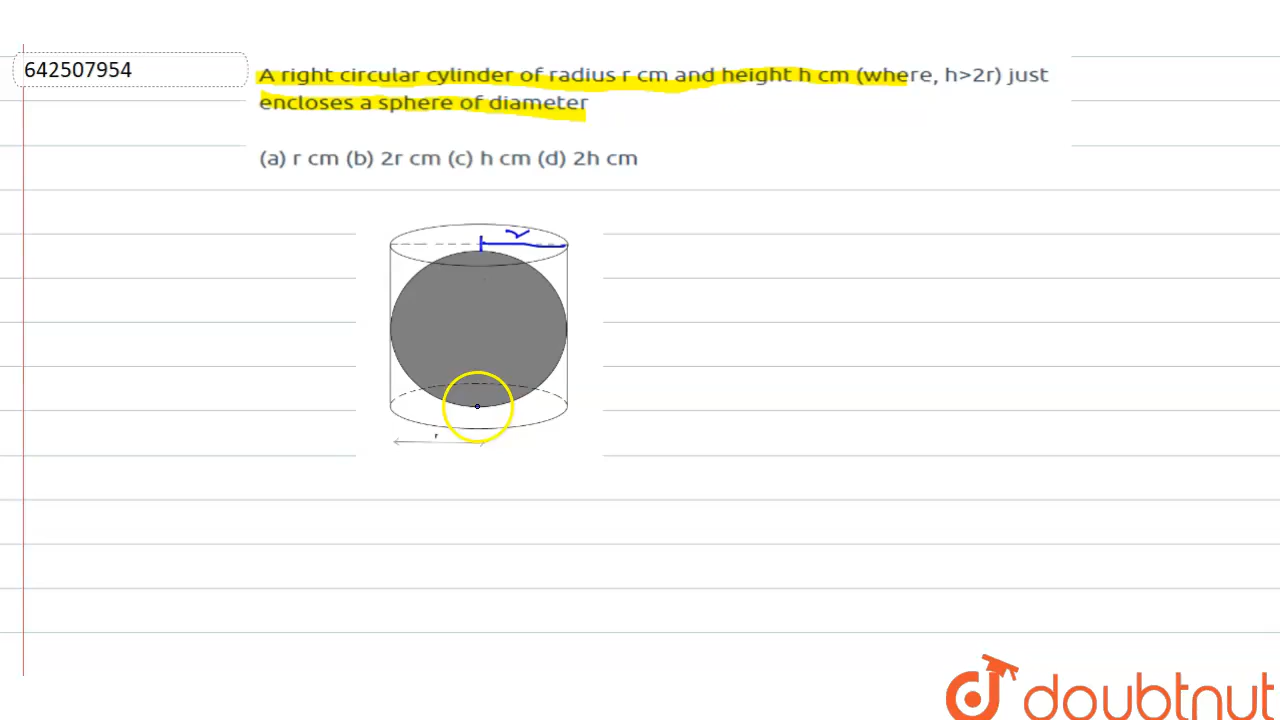 642507954
A right circular cylinder of radius r cm and height h cm (where, h>2r) just
encloses a sphere of diameter
(a) r cm (b) 2r cm (c) h cm (d) 2h cm
r
r
doubtnut